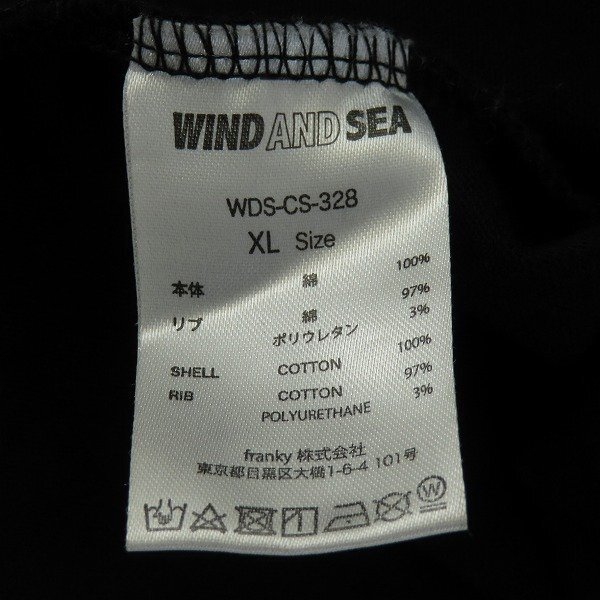 WIND AND SEA
WDS-CS-328
XL Size
本体 綿 100%
リブ 綿 97%
ポリウレタン 3%
SHELL COTTON 100%
RIB COTTON 97%
POLYURETHANE 3%
franky 株式会社
東京都目黒区大橋1-6-4 101号
W